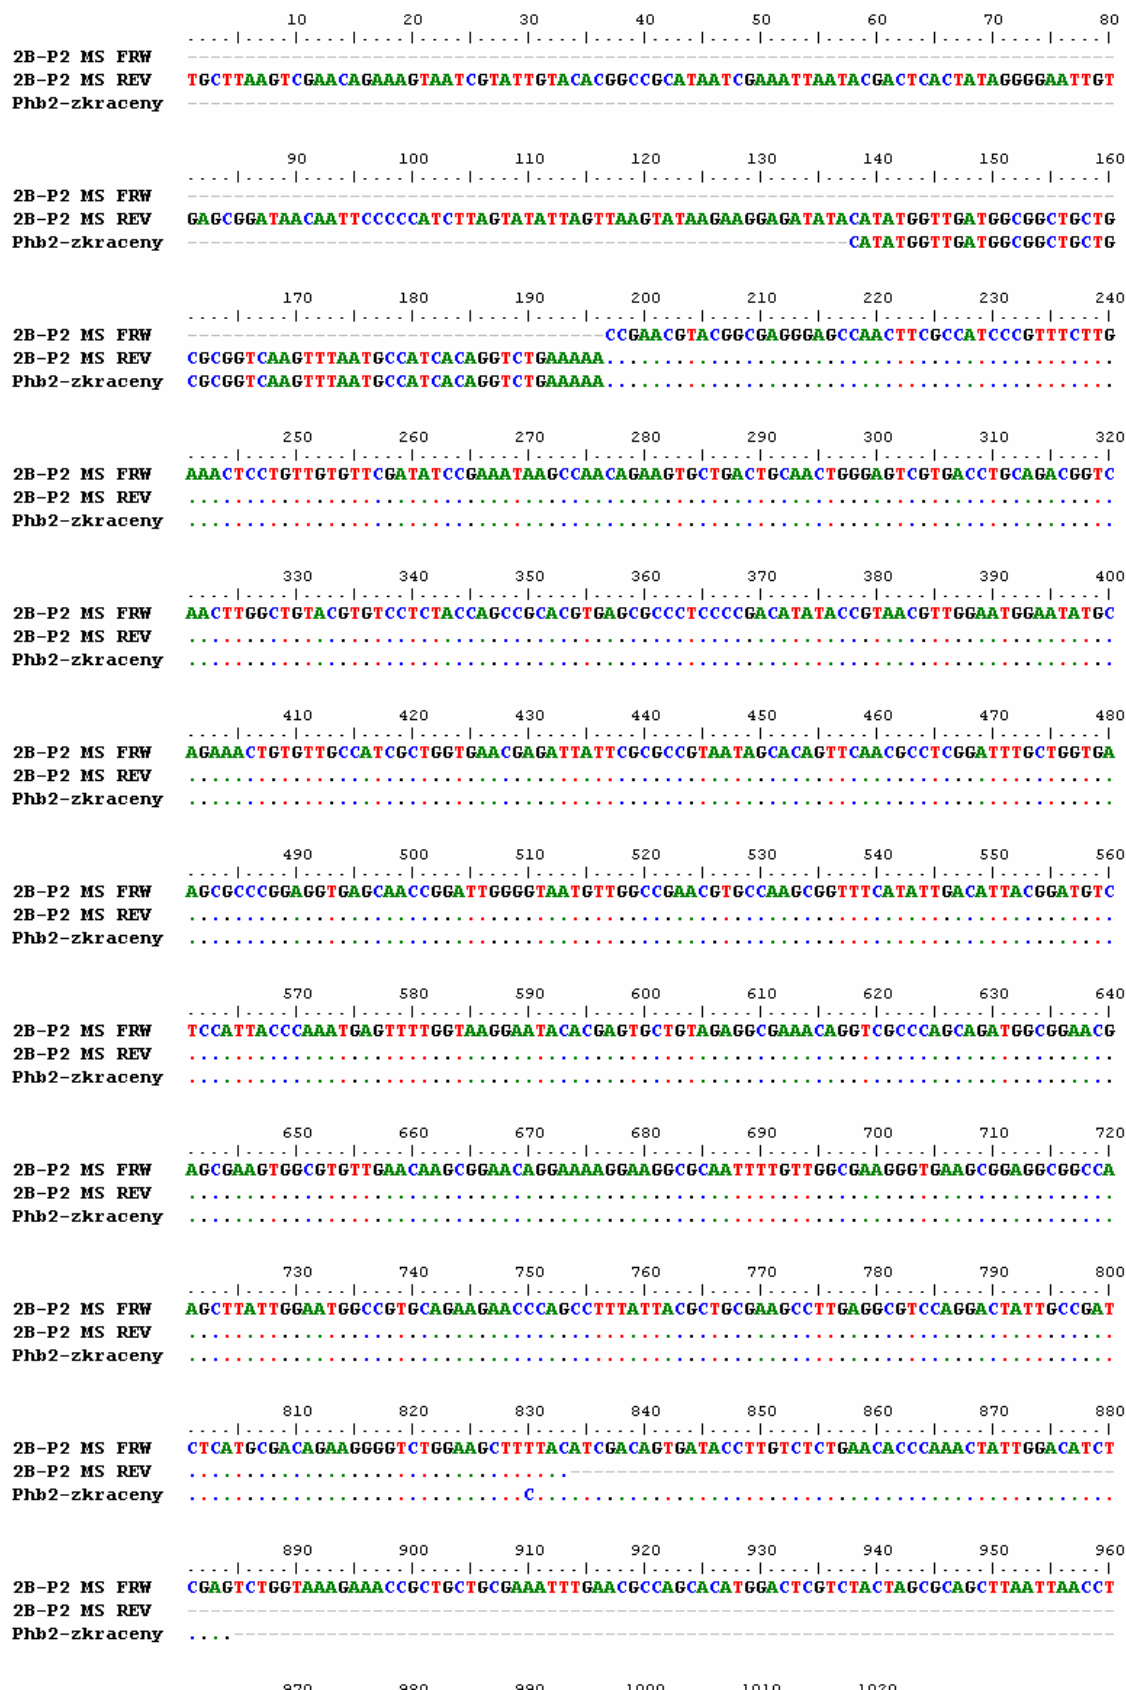 10 20 30 40 50 60 70 80
2B-P2 MS FRW
2B-P2 MS REV TGCTTAAGTCGAACAGAAAGTAATCGTATTGTACACGGCCGCATAATCGAAATTAATACGACTCACTATAGGGGAATTGT
Phb2-zkraceny
90 100 110 120 130 140 150 160
2B-P2 MS FRW
2B-P2 MS REV GAGCGGATAACAATTCCCCCATCTTAGTATATTAGTTAAGTATAAGAAGGAGATATACATATGGTTGATGGCGGCTGCTG
Phb2-zkraceny CATATGGTTGATGGCGGCTGCTG
170 180 190 200 210 220 230 240
2B-P2 MS FRW CCGAACGTACGGCGAGGGAGCCAACTTCGCCATCCCGTTTCTTG
2B-P2 MS REV CGCGGTCAAGTTTAATGCCATCACAGGTCTGAAAAA
Phb2-zkraceny CGCGGTCAAGTTTAATGCCATCACAGGTCTGAAAAA
250 260 270 280 290 300 310 320
2B-P2 MS FRW AAACTCCTGTTGTGTTCGATATCCGAAATAAGCCAACAGAAGTGCTGACTGCAACTGGGAGTCGTGACCTGCAGACGGTC
2B-P2 MS REV
Phb2-zkraceny
330 340 350 360 370 380 390 400
2B-P2 MS FRW AACTTGGCTGTACGTGTCCTCTACCAGCCGCACGTGAGCGCCCTCCCCGACATATACCGTAACGTTGGAATGGAATATGC
2B-P2 MS REV
Phb2-zkraceny
410 420 430 440 450 460 470 480
2B-P2 MS FRW AGAAACTGTGTTGCCATCGCTGGTGAACGAGATTATTCGCGCCGTAATAGCACAGTTCAACGCCTCGGATTTGCTGGTGA
2B-P2 MS REV
Phb2-zkraceny
490 500 510 520 530 540 550 560
2B-P2 MS FRW AGCGCCCGGAGGTGAGCAACCGGATTGGGGTAATGTTGGCCGAACGTGCCAAGCGGTTTCATATTGACATTACGGATGTC
2B-P2 MS REV
Phb2-zkraceny
570 580 590 600 610 620 630 640
2B-P2 MS FRW TCCATTACCCAAATGAGTTTTGGTAAGGAATACACGAGTGCTGTAGAGGCGAAACAGGTCGCCCAGCAGATGGCGGAACG
2B-P2 MS REV
Phb2-zkraceny
650 660 670 680 690 700 710 720
2B-P2 MS FRW AGCGAAGTGGCGTGTTGAACAAGCGGAACAGGAAAAGGAAGGCGCAATTTTGTTGGCGAAGGGTGAAGCGGAGGCGGCCA
2B-P2 MS REV
Phb2-zkraceny
730 740 750 760 770 780 790 800
2B-P2 MS FRW AGCTTATTGGAATGGCCGTGCAGAAGAACCCAGCCTTTATTACGCTGCGAAGCCTTGAGGCGTCCAGGACTATTGCCGAT
2B-P2 MS REV
Phb2-zkraceny
810 820 830 840 850 860 870 880
2B-P2 MS FRW CTCATGCGACAGAAGGGGTCTGGAAGCTTTTACATCGACAGTGATACCTTGTCTCTGAACACCCAAACTATTGGACATCT
2B-P2 MS REV
Phb2-zkraceny C
890 900 910 920 930 940 950 960
2B-P2 MS FRW CGAGTCTGGTAAAGAAACCGCTGCTGCGAAATTTGAACGCCAGCACATGGACTCGTCTACTAGCGCAGCTTAATTAACCT
2B-P2 MS REV
Phb2-zkraceny
970 980 990 1000 1010 1020